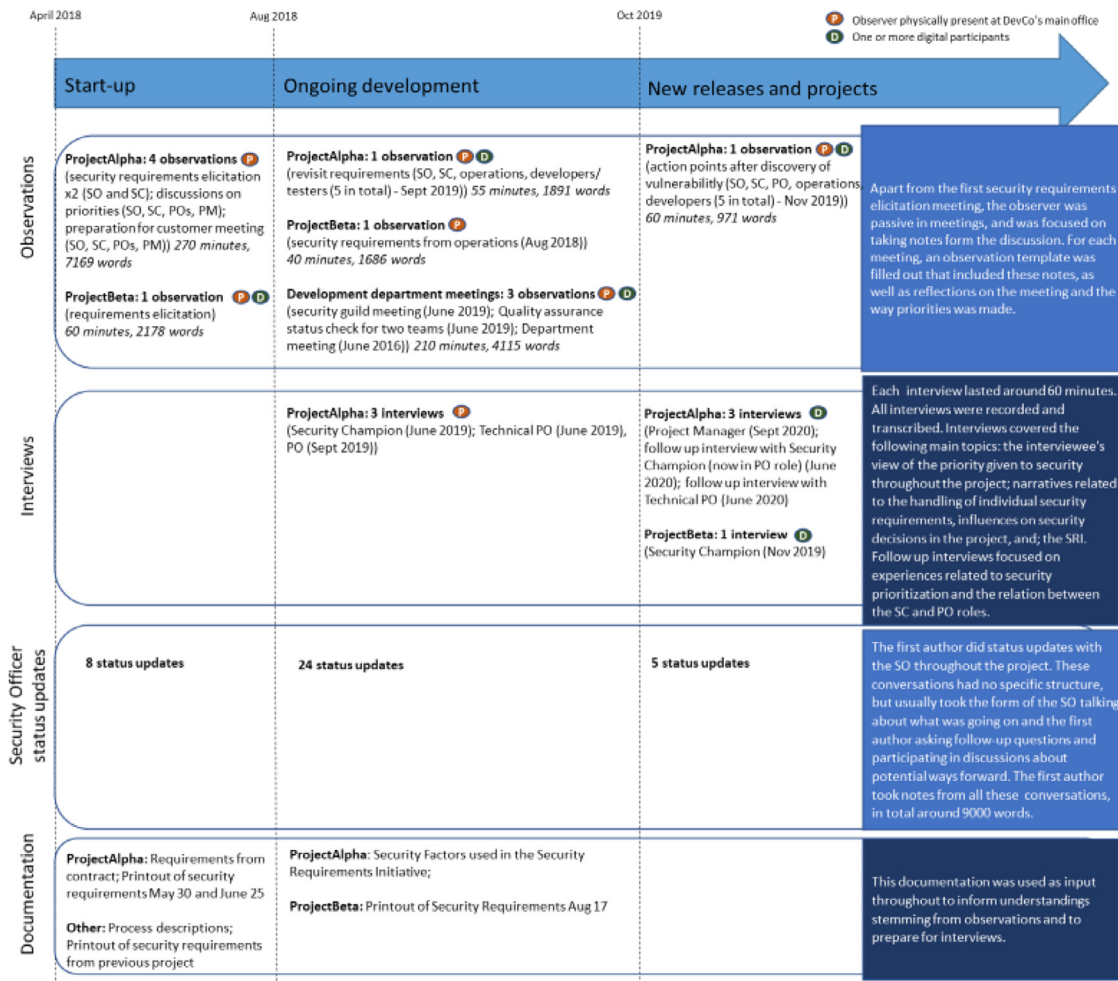 April 2018
Aug 2018
Oct 2019
P Observer physically present at DevCo's main office
D One or more digital participants
Start-up
Ongoing development
New releases and projects
Observations
ProjectAlpha: 4 observations P
(security requirements elicitation
x2 (SO and SC); discussions on
priorities (SO, SC, POs, PM);
preparation for customer meeting
(SO, SC, POs, PM)) 270 minutes,
7169 words
ProjectBeta: 1 observation P D
(requirements elicitation)
60 minutes, 2178 words
ProjectAlpha: 1 observation P D
(revisit requirements (SO, SC, operations, developers/
testers (5 in total) - Sept 2019)) 55 minutes, 1891 words
ProjectBeta: 1 observation P
(security requirements from operations (Aug 2018))
40 minutes, 1686 words
Development department meetings: 3 observations P D
(security guild meeting (June 2019); Quality assurance
status check for two teams (June 2019); Department
meeting (June 2016)) 210 minutes, 4115 words
ProjectAlpha: 1 observation P D
(action points after discovery of
vulnerabilitly (SO, SC, PO, operations,
developers (5 in total) - Nov 2019))
60 minutes, 971 words
Apart from the first security requirements
elicitation meeting, the observer was
passive in meetings, and was focused on
taking notes form the discussion. For each
meeting, an observation template was
filled out that included these notes, as
well as reflections on the meeting and the
way priorities was made.
Interviews
ProjectAlpha: 3 interviews P
(Security Champion (June 2019); Technical PO (June 2019),
PO (Sept 2019))
ProjectAlpha: 3 interviews D
(Project Manager (Sept 2020);
follow up interview with Security
Champion (now in PO role) (June
2020); follow up interview with
Technical PO (June 2020)
ProjectBeta: 1 interview D
(Security Champion (Nov 2019)
Each interview lasted around 60 minutes.
All interviews were recorded and
transcribed. Interviews covered the
following main topics: the interviewee's
view of the priority given to security
throughout the project; narratives related
to the handling of individual security
requirements, influences on security
decisions in the project, and; the SRI.
Follow up interviews focused on
experiences related to security
prioritization and the relation between
the SC and PO roles.
Security Officer
status updates
8 status updates
24 status updates
5 status updates
The first author did status updates with
the SO throughout the project. These
conversations had no specific structure,
but usually took the form of the SO talking
about what was going on and the first
author asking follow-up questions and
participating in discussions about
potential ways forward. The first author
took notes from all these conversations,
in total around 9000 words.
Documentation
ProjectAlpha: Requirements from
contract; Printout of security
requirements May 30 and June 25
Other: Process descriptions;
Printout of security requirements
from previous project
ProjectAlpha: Security Factors used in the Security
Requirements Initiative;
ProjectBeta: Printout of Security Requirements Aug 17
This documentation was used as input
throughout to inform understandings
stemming from observations and to
prepare for interviews.